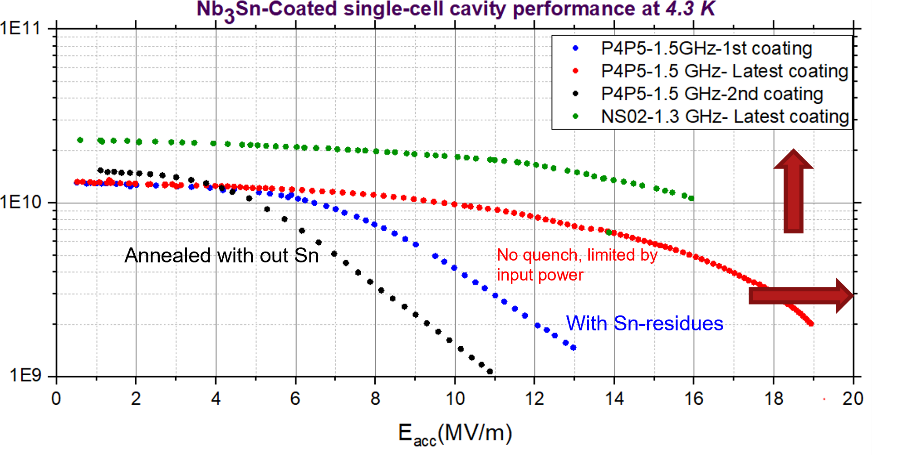 Nb3Sn-Coated single-cell cavity performance at 4.3 K
1E11
P4P5-1.5GHz-1st coating
P4P5-1.5 GHz- Latest coating
P4P5-1.5 GHz-2nd coating
NS02-1.3 GHz- Latest coating
1E10
Annealed with out Sn
No quench, limited by
input power
With Sn-residues
1E9
0 2 4 6 8 10 12 14 16 18 20
Eacc(MV/m)